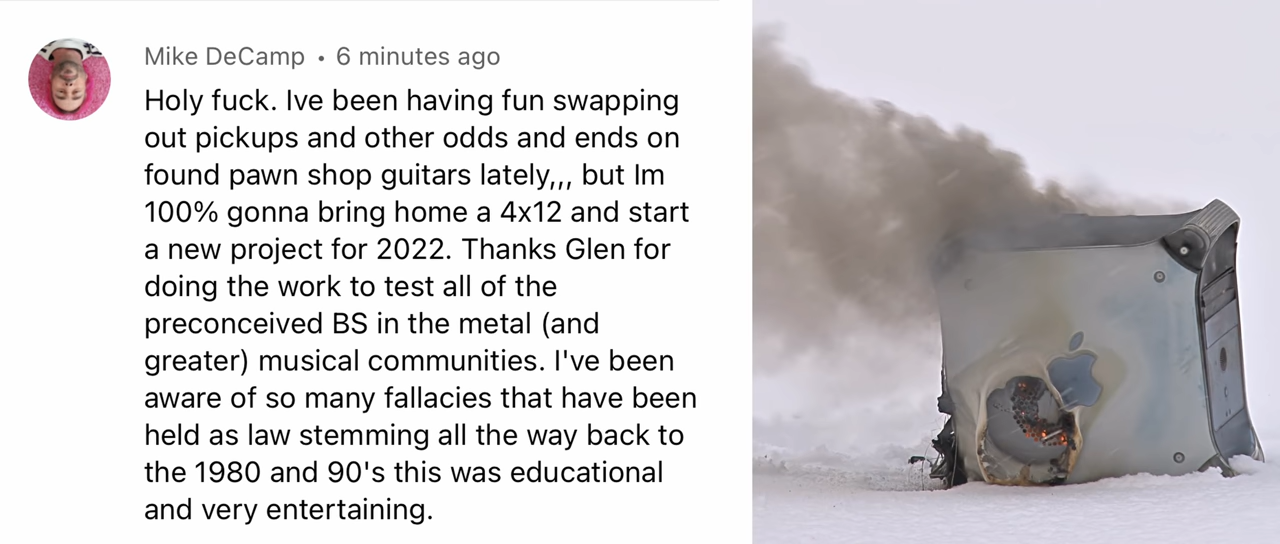 Mike DeCamp • 6 minutes ago
Holy fuck. Ive been having fun swapping
out pickups and other odds and ends on
found pawn shop guitars lately,,, but Im
100% gonna bring home a 4x12 and start
a new project for 2022. Thanks Glen for
doing the work to test all of the
preconceived BS in the metal (and
greater) musical communities. I've been
aware of so many fallacies that have been
held as law stemming all the way back to
the 1980 and 90's this was educational
and very entertaining.